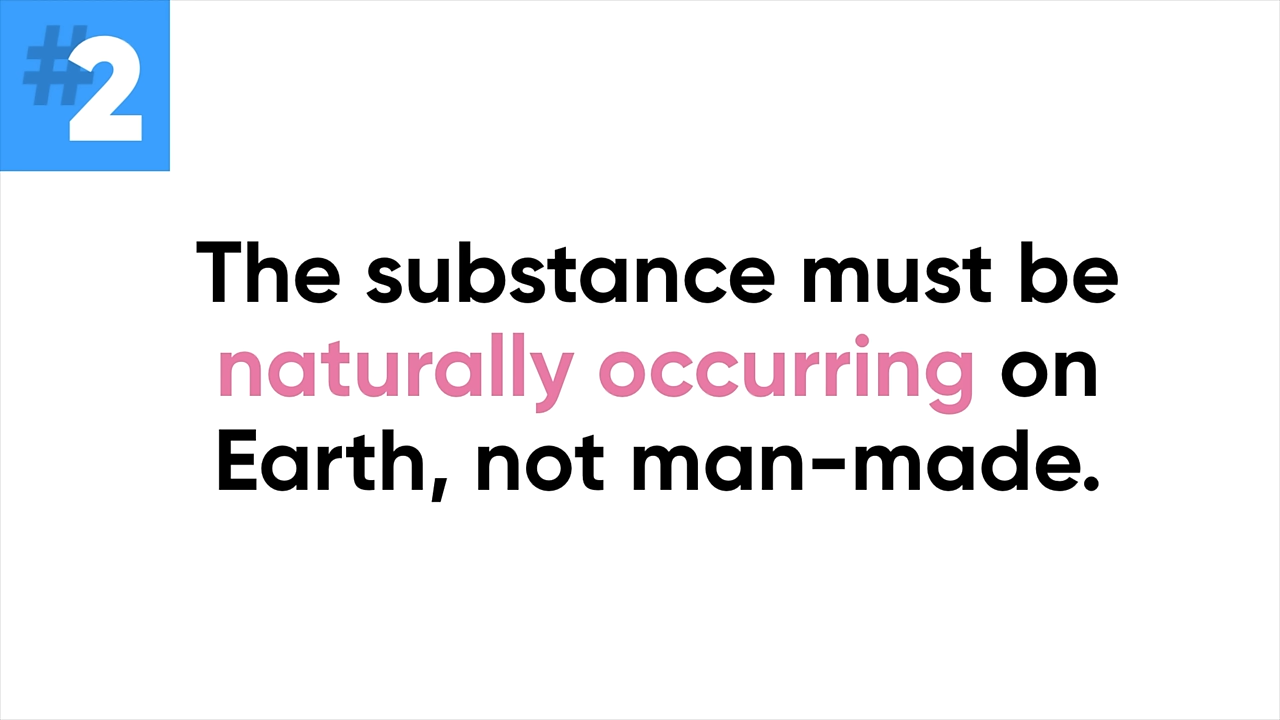 #2
The substance must be
naturally occurring on
Earth, not man-made.